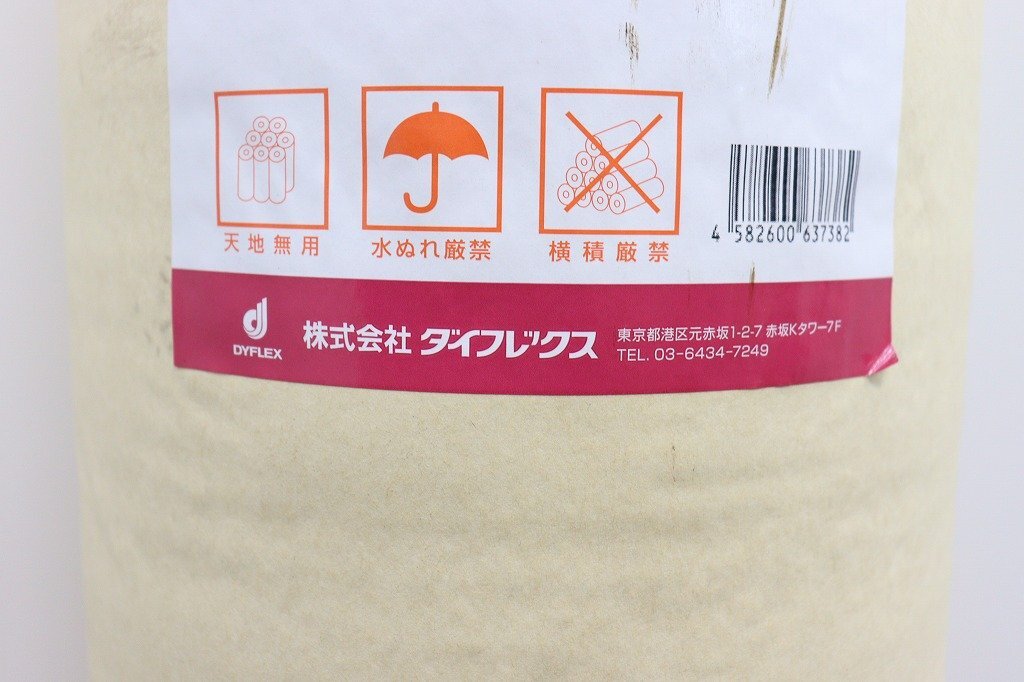 天地無用
水ぬれ厳禁
横積厳禁
4 582600 637382
DYFLEX
株式会社 ダイフレックス
東京都港区元赤坂1-2-7 赤坂Kタワー7F
TEL. 03-6434-7249